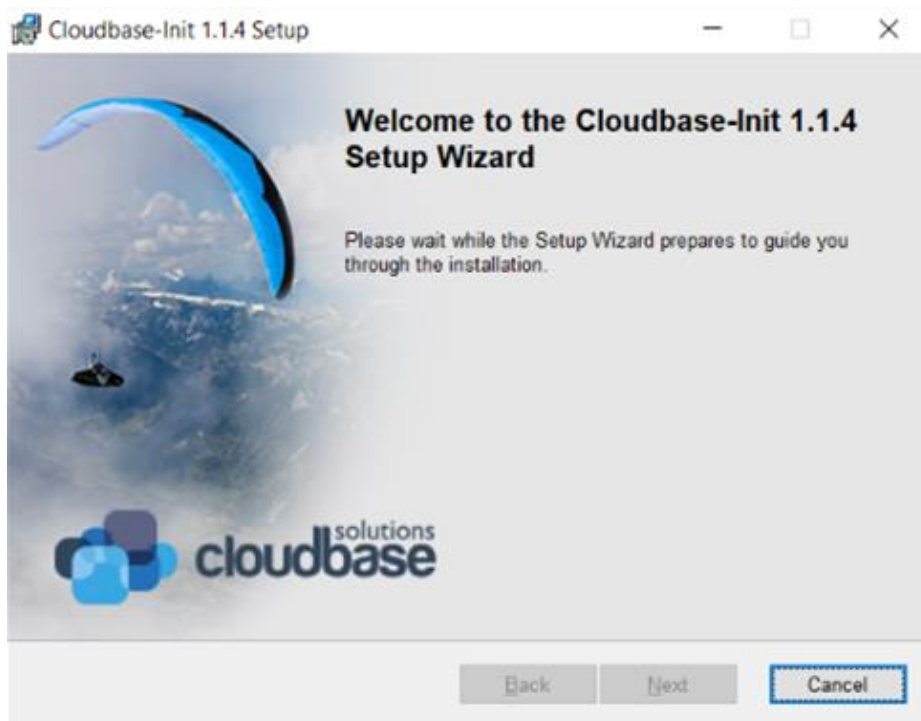 Cloudbase-Init 1.1.4 Setup
Welcome to the Cloudbase-Init 1.1.4
Setup Wizard
Please wait while the Setup Wizard prepares to guide you
through the installation.
solutions
cloudbase
Back
Next
Cancel